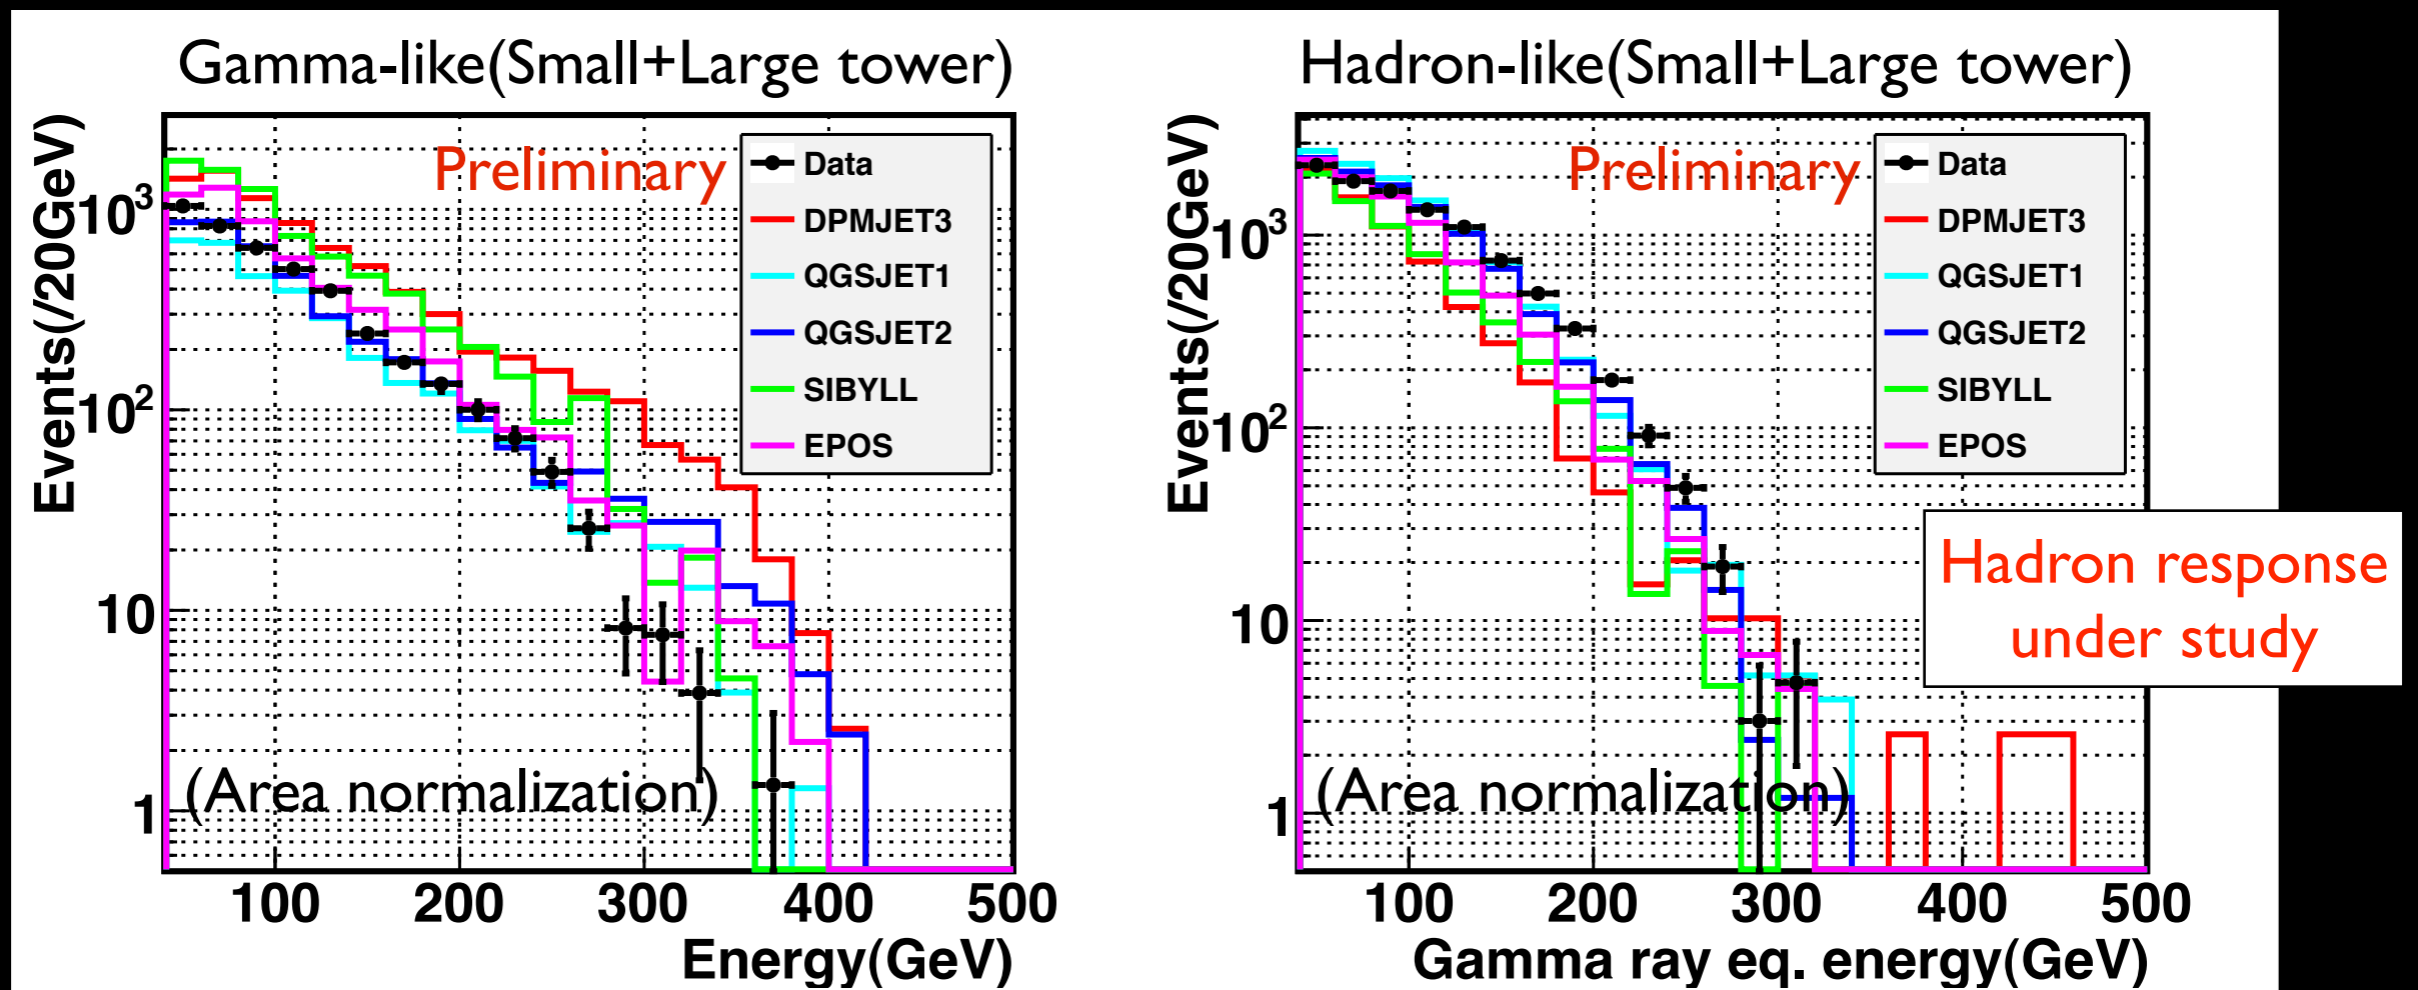 Gamma-like(Small+Large tower)
Events(/20GeV)
10³
10²
10
1
Preliminary
Data
DPMJET3
QGSJET1
QGSJET2
SIBYLL
EPOS
(Area normalization)
100 200 300 400 500
Energy(GeV)
Hadron-like(Small+Large tower)
Events(/20GeV)
10³
10²
10
1
Preliminary
Data
DPMJET3
QGSJET1
QGSJET2
SIBYLL
EPOS
Hadron response
under study
(Area normalization)
100 200 300 400 500
Gamma ray eq. energy(GeV)